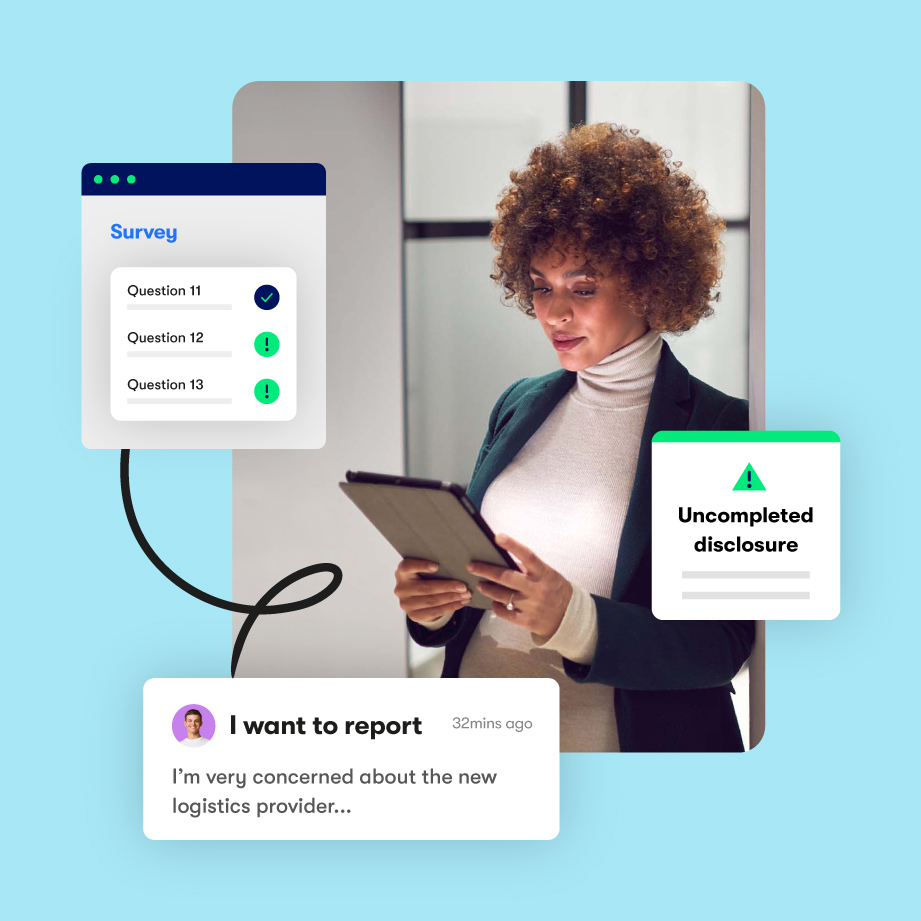 Survey
Question 11
Question 12
Question 13
Uncompleted
disclosure
I want to report
32mins ago
I’m very concerned about the new
logistics provider...